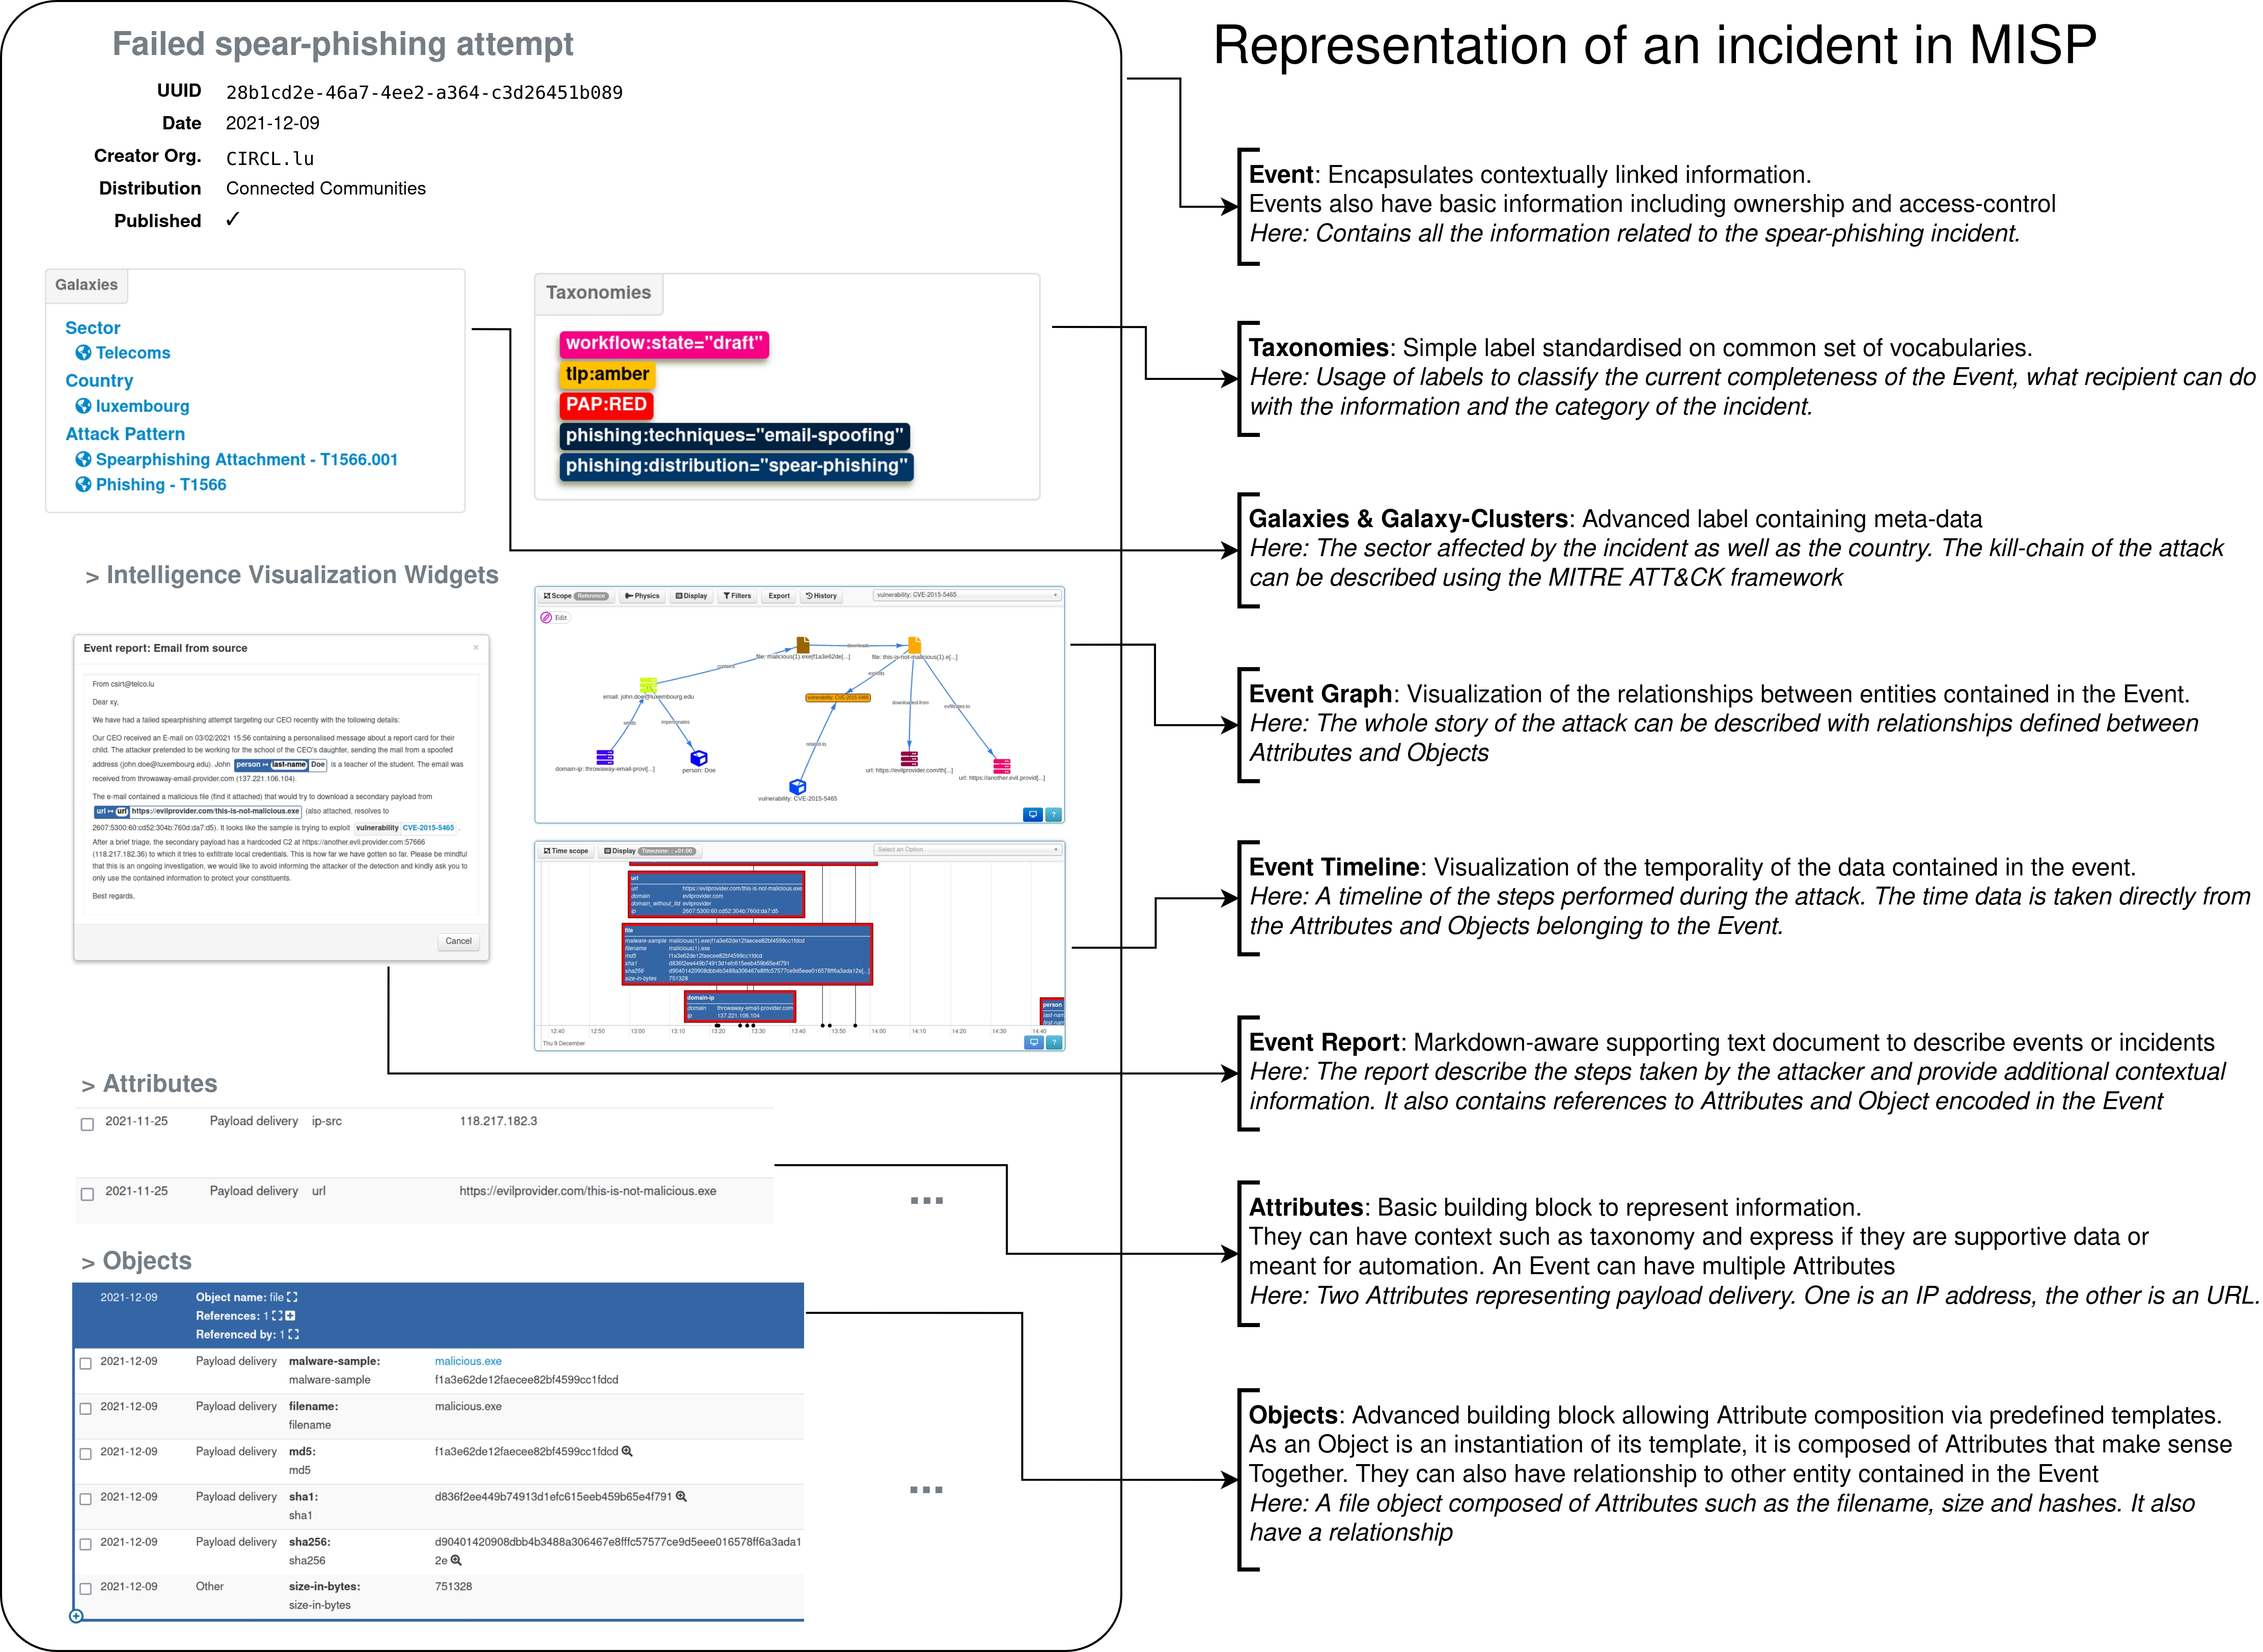 Failed spear-phishing attempt
UUID 28b1cd2e-46a7-4ee2-a364-c3d26451b089
Date 2021-12-09
Creator Org. CIRCL.lu
Distribution Connected Communities
Published ✓
Galaxies
Sector
Telecoms
Country
luxembourg
Attack Pattern
Spearphishing Attachment - T1566.001
Phishing - T1566
Taxonomies
workflow:state="draft"
tlp:amber
PAP:RED
phishing:techniques="email-spoofing"
phishing:distribution="spear-phishing"
> Intelligence Visualization Widgets
Event report: Email from source ×
From csirt@telco.lu
Dear xy,
We have had a failed spearphishing attempt targeting our CEO recently with the following details:
Our CEO received an E-mail on 03/02/2021 15:56 containing a personalised message about a report card for their
child. The attacker pretended to be working for the school of the CEO's daughter, sending the mail from a spoofed
address (john.doe@luxembourg.edu). John person ↦ last-name Doe is a teacher of the student. The email was
received from throwaway-email-provider.com (137.221.106.104).
The e-mail contained a malicious file (find it attached) that would try to download a secondary payload from
url ↦ url https://evilprovider.com/this-is-not-malicious.exe (also attached, resolves to
2607:5300:60:cd52:304b:760d:da7:d5). It looks like the sample is trying to exploit vulnerability CVE-2015-5465 .
After a brief triage, the secondary payload has a hardcoded C2 at https://another.evil.provider.com:57666
(118.217.182.36) to which it tries to exfiltrate local credentials. This is how far we have gotten so far. Please be mindful
that this is an ongoing investigation, we would like to avoid informing the attacker of the detection and kindly ask you to
only use the contained information to protect your constituents.
Best regards,
Cancel
Scope Reference Physics Display Filters Export History vulnerability: CVE-2015-5465
Edit
file: malicious(1).exe|f1a3e62de[...]
downloads
file: this-is-not-malicious(1).e[...]
contains
exploits
email: john.doe@luxembourg.edu
vulnerability: CVE-2015-5465
downloaded-from
exfiltrates-to
sends
impersonates
related-to
domain-ip: throwaway-email-provi[...]
person: Doe
url: https://evilprovider.com/th[...]
url: https://another.evil.provid[...]
vulnerability: CVE-2015-5465
?
Time scope Display Timezone: : +01:00 Select an Option
url
url https://evilprovider.com/this-is-not-malicious.exe
domain evilprovider.com
domain_without_tld evilprovider
ip 2607:5300:60:cd52:304b:760d:da7:d5
file
malware-sample malicious(1).exe|f1a3e62de12faecee82bf4599cc1fdcd
filename malicious(1).exe
md5 f1a3e62de12faecee82bf4599cc1fdcd
sha1 d836f2ee449b74913d1efc615eeb459b65e4f791
sha256 d90401420908dbb4b3488a306467e8fffc57577ce9d5eee016578ff6a3ada12e[...]
size-in-bytes 751328
domain-ip
domain throwaway-email-provider.com
ip 137.221.106.104
person
last-nam
first-nam
12:40 12:50 13:00 13:10 13:20 13:30 13:40 13:50 14:00 14:10 14:20 14:30 14:40
Thu 9 December
?
> Attributes
2021-11-25 Payload delivery ip-src 118.217.182.3
2021-11-25 Payload delivery url https://evilprovider.com/this-is-not-malicious.exe
...
> Objects
2021-12-09 Object name: file
References: 1
Referenced by: 1
2021-12-09 Payload delivery malware-sample: malicious.exe
malware-sample f1a3e62de12faecee82bf4599cc1fdcd
2021-12-09 Payload delivery filename: malicious.exe
filename
2021-12-09 Payload delivery md5: f1a3e62de12faecee82bf4599cc1fdcd
md5
2021-12-09 Payload delivery sha1: d836f2ee449b74913d1efc615eeb459b65e4f791
sha1
2021-12-09 Payload delivery sha256: d90401420908dbb4b3488a306467e8fffc57577ce9d5eee016578ff6a3ada1
sha256 2e
2021-12-09 Other size-in-bytes: 751328
size-in-bytes
...
Representation of an incident in MISP
Event: Encapsulates contextually linked information.
Events also have basic information including ownership and access-control
Here: Contains all the information related to the spear-phishing incident.
Taxonomies: Simple label standardised on common set of vocabularies.
Here: Usage of labels to classify the current completeness of the Event, what recipient can do
with the information and the category of the incident.
Galaxies & Galaxy-Clusters: Advanced label containing meta-data
Here: The sector affected by the incident as well as the country. The kill-chain of the attack
can be described using the MITRE ATT&CK framework
Event Graph: Visualization of the relationships between entities contained in the Event.
Here: The whole story of the attack can be described with relationships defined between
Attributes and Objects
Event Timeline: Visualization of the temporality of the data contained in the event.
Here: A timeline of the steps performed during the attack. The time data is taken directly from
the Attributes and Objects belonging to the Event.
Event Report: Markdown-aware supporting text document to describe events or incidents
Here: The report describe the steps taken by the attacker and provide additional contextual
information. It also contains references to Attributes and Object encoded in the Event
Attributes: Basic building block to represent information.
They can have context such as taxonomy and express if they are supportive data or
meant for automation. An Event can have multiple Attributes
Here: Two Attributes representing payload delivery. One is an IP address, the other is an URL.
Objects: Advanced building block allowing Attribute composition via predefined templates.
As an Object is an instantiation of its template, it is composed of Attributes that make sense
Together. They can also have relationship to other entity contained in the Event
Here: A file object composed of Attributes such as the filename, size and hashes. It also
have a relationship